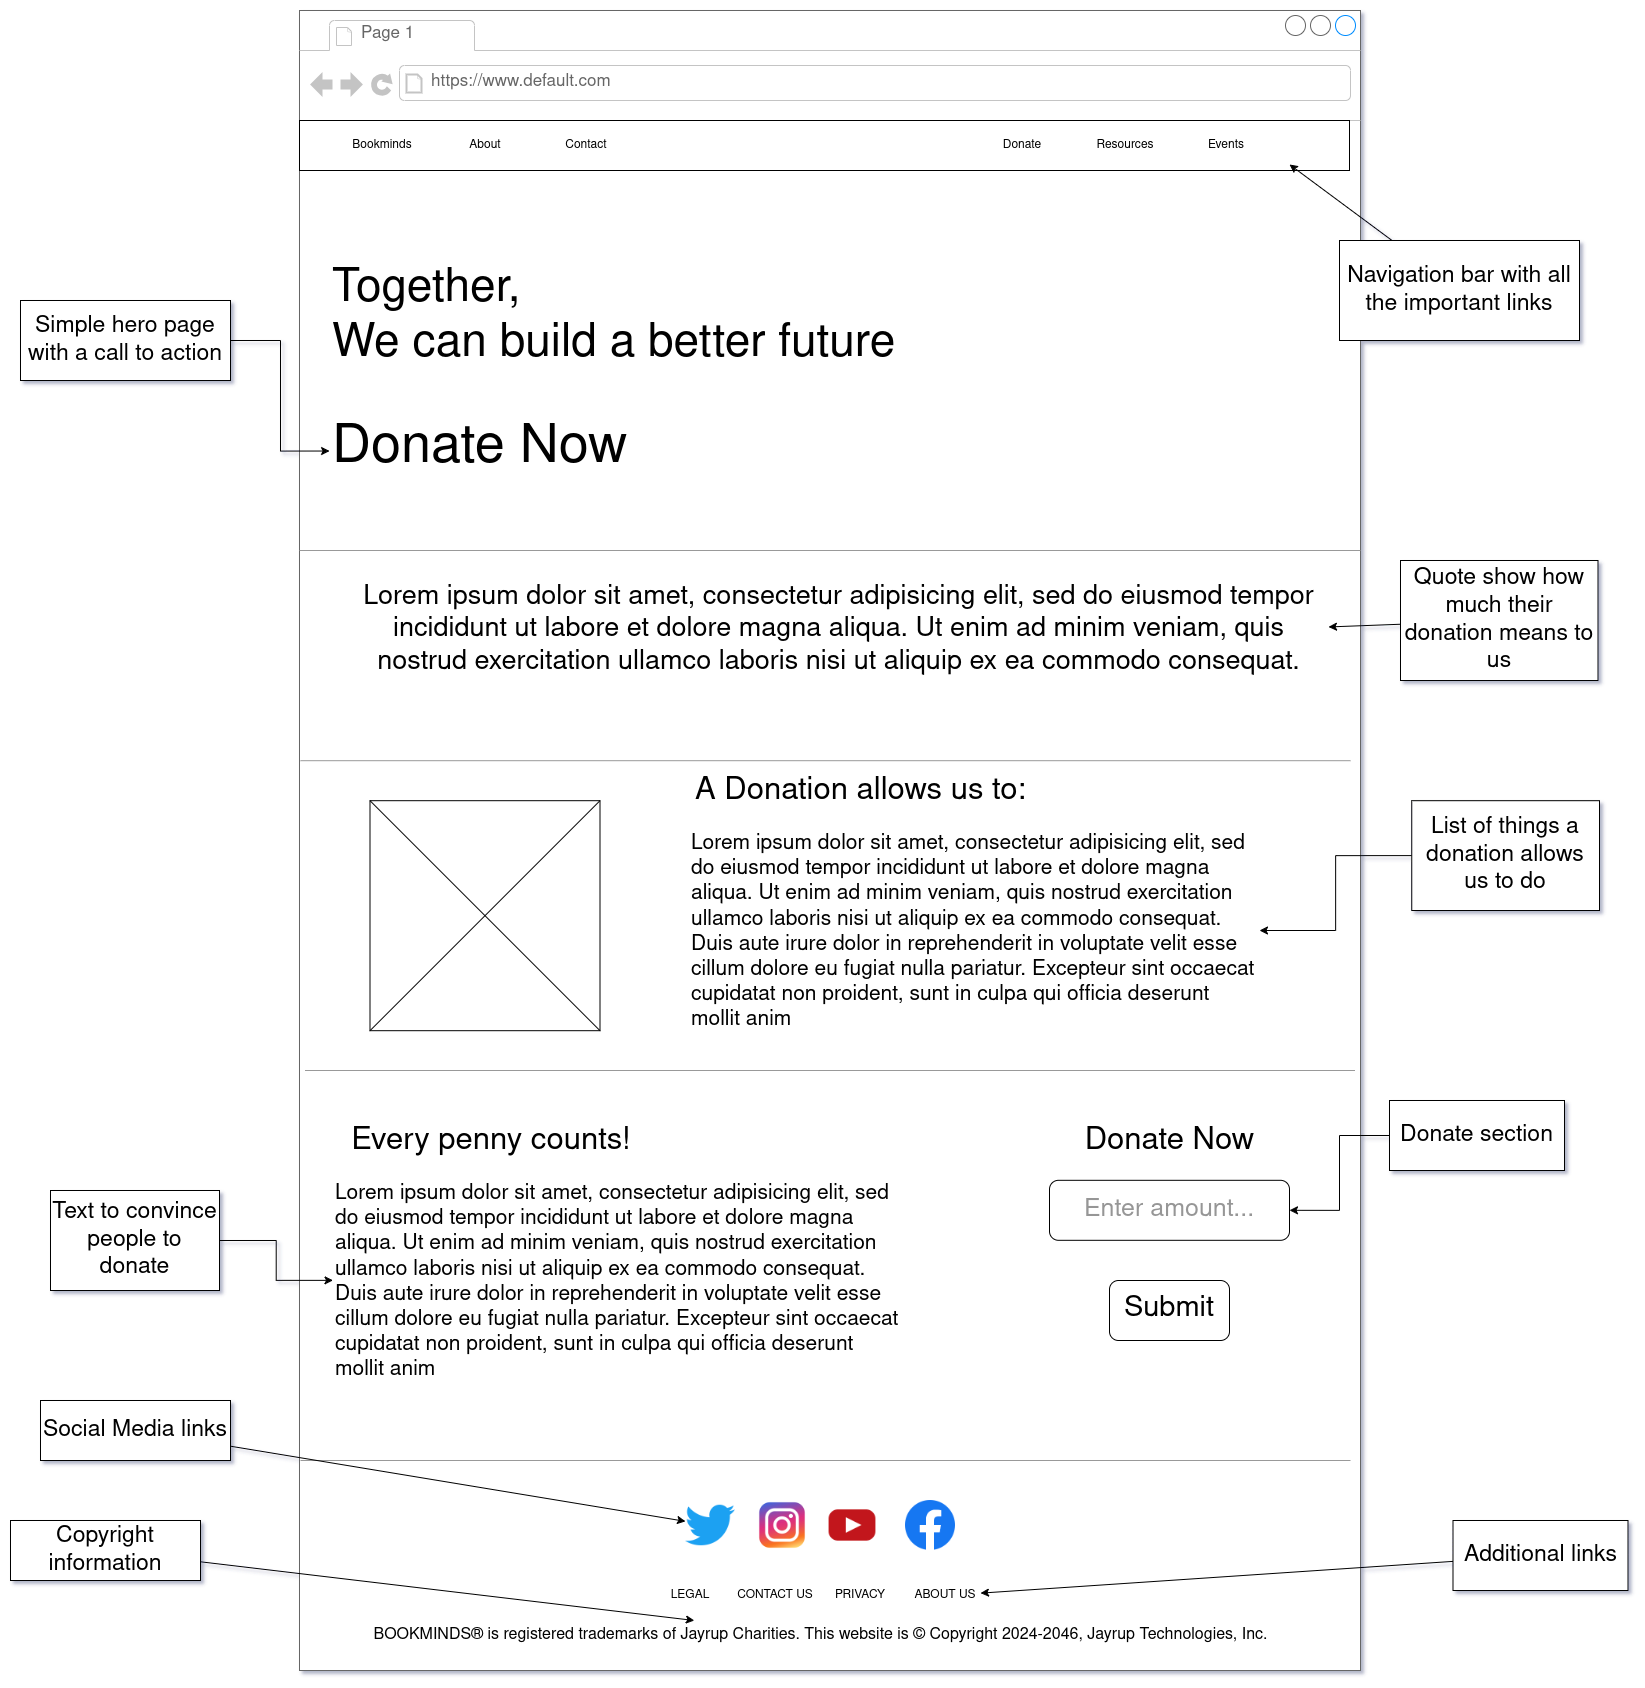 Page 1
https://www.default.com
Bookminds
About
Contact
Donate
Resources
Events
Navigation bar with all
the important links
Together,
We can build a better future
Simple hero page
with a call to action
Donate Now
Lorem ipsum dolor sit amet, consectetur adipisicing elit, sed do eiusmod tempor
incididunt ut labore et dolore magna aliqua. Ut enim ad minim veniam, quis
nostrud exercitation ullamco laboris nisi ut aliquip ex ea commodo consequat.
Quote show how
much their
donation means to
us
A Donation allows us to:
Lorem ipsum dolor sit amet, consectetur adipisicing elit, sed
do eiusmod tempor incididunt ut labore et dolore magna
aliqua. Ut enim ad minim veniam, quis nostrud exercitation
ullamco laboris nisi ut aliquip ex ea commodo consequat.
Duis aute irure dolor in reprehenderit in voluptate velit esse
cillum dolore eu fugiat nulla pariatur. Excepteur sint occaecat
cupidatat non proident, sunt in culpa qui officia deserunt
mollit anim
List of things a
donation allows
us to do
Every penny counts!
Lorem ipsum dolor sit amet, consectetur adipisicing elit, sed
do eiusmod tempor incididunt ut labore et dolore magna
aliqua. Ut enim ad minim veniam, quis nostrud exercitation
ullamco laboris nisi ut aliquip ex ea commodo consequat.
Duis aute irure dolor in reprehenderit in voluptate velit esse
cillum dolore eu fugiat nulla pariatur. Excepteur sint occaecat
cupidatat non proident, sunt in culpa qui officia deserunt
mollit anim
Text to convince
people to
donate
Donate Now
Enter amount...
Submit
Donate section
Social Media links
Copyright
information
LEGAL
CONTACT US
PRIVACY
ABOUT US
Additional links
BOOKMINDS® is registered trademarks of Jayrup Charities. This website is © Copyright 2024-2046, Jayrup Technologies, Inc.